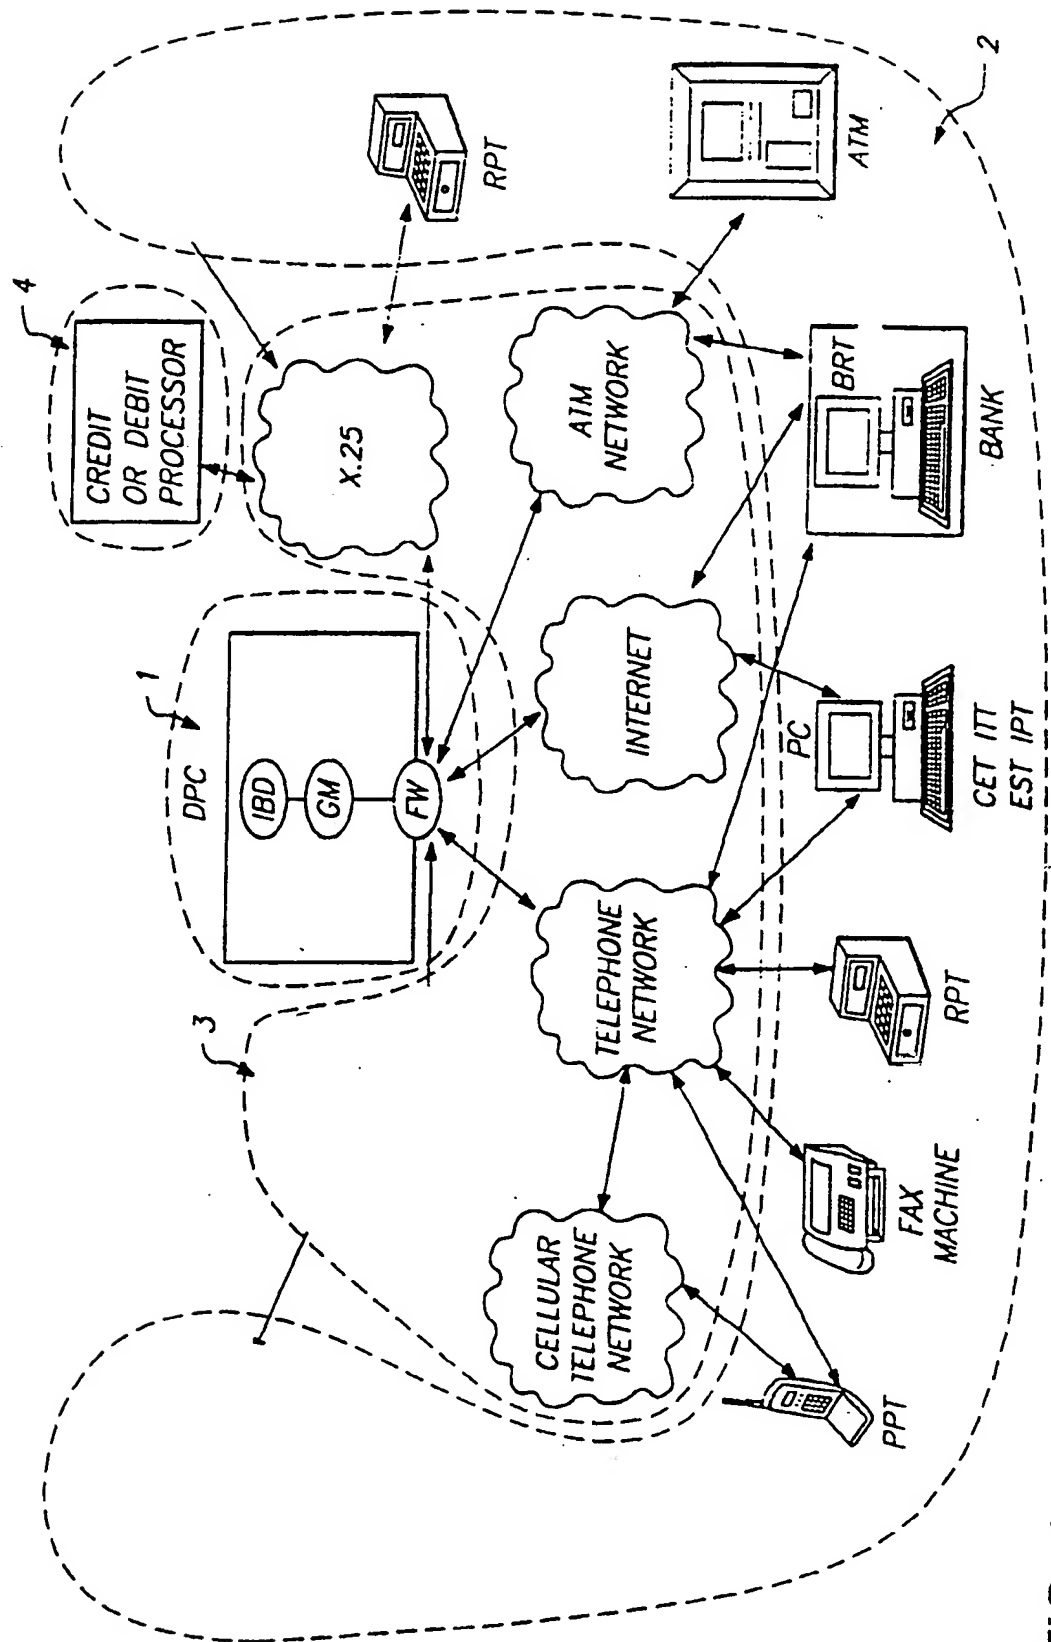 4
CREDIT
OR DEBIT
PROCESSOR
1
DPC
IBD
GM
FW
3
X.25
RPT
2
ATM
ATM
NETWORK
INTERNET
TELEPHONE
NETWORK
CELLULAR
TELEPHONE
NETWORK
BRT
BANK
PC
CET ITT
EST IPT
RPT
FAX
MACHINE
PPT